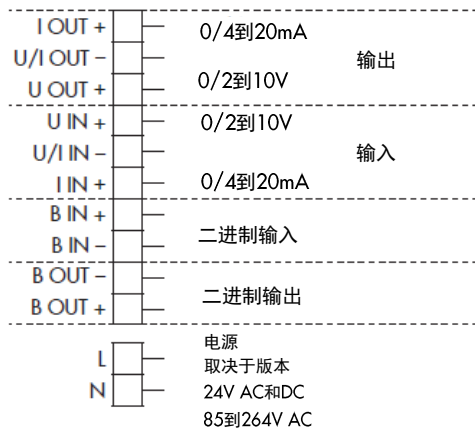 I OUT + 0/4到20mA
U/I OUT − 输出
U OUT + 0/2到10V
U IN + 0/2到10V
U/I IN − 输入
I IN + 0/4到20mA
B IN +
二进制输入
B IN −
B OUT −
二进制输出
B OUT +
电源
L 取决于版本
N 24V AC和DC
85到264V AC